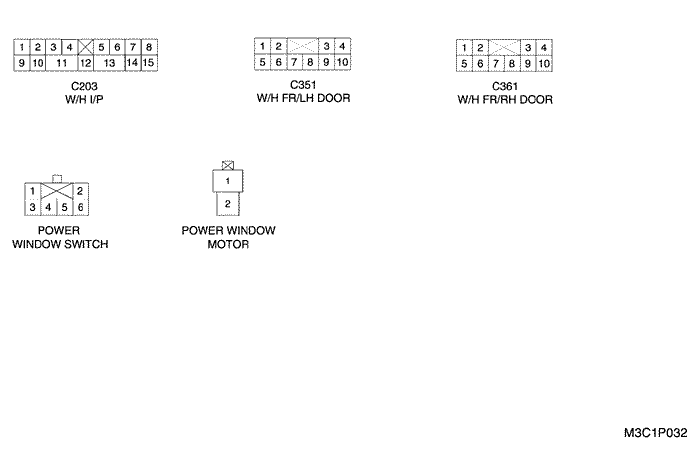 1 2 3 4 5 6 7 8
9 10 11 12 13 14 15
C203
W/H I/P
1 2 3 4
5 6 7 8 9 10
C351
W/H FR/LH DOOR
1 2 3 4
5 6 7 8 9 10
C361
W/H FR/RH DOOR
1 2
3 4 5 6
POWER
WINDOW SWITCH
1
2
POWER WINDOW
MOTOR
M3C1P032